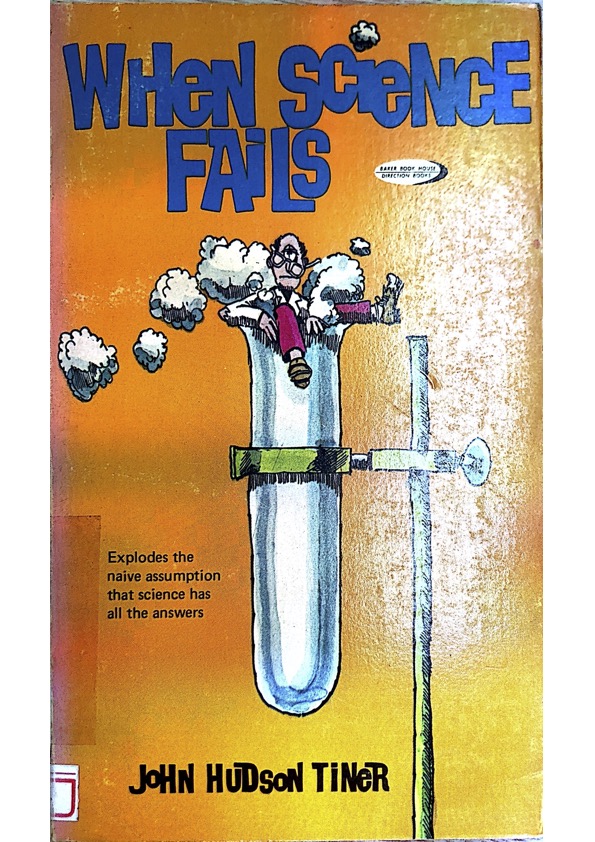 WHEN SCIENCE
FAILS
BAKER BOOK HOUSE
DIRECTION BOOKS
Explodes the
naive assumption
that science has
all the answers
JOHN HUDSON TINER